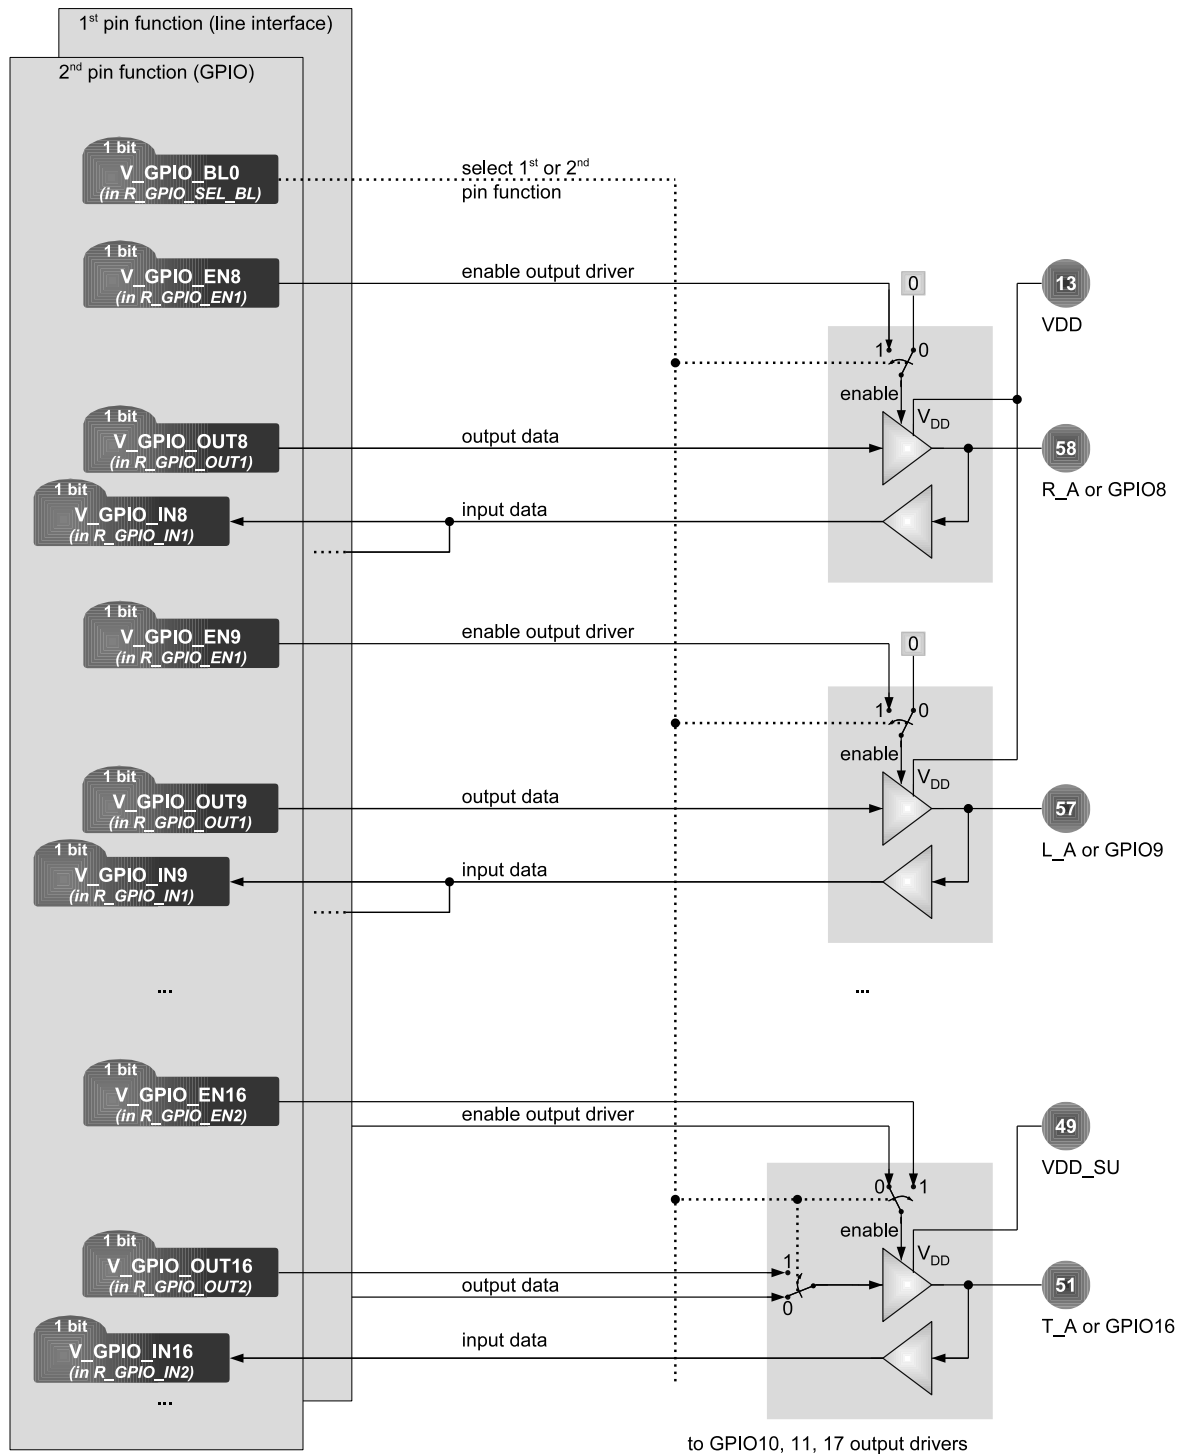 1st pin function (line interface)
2nd pin function (GPIO)
1 bit
V_GPIO_BL0
(in R_GPIO_SEL_BL)
select 1st or 2nd
pin function
1 bit
V_GPIO_EN8
(in R_GPIO_EN1)
enable output driver
0
13
VDD
1 0
enable
VDD
1 bit
V_GPIO_OUT8
(in R_GPIO_OUT1)
output data
58
R_A or GPIO8
1 bit
V_GPIO_IN8
(in R_GPIO_IN1)
input data
1 bit
V_GPIO_EN9
(in R_GPIO_EN1)
enable output driver
0
1 0
enable
VDD
1 bit
V_GPIO_OUT9
(in R_GPIO_OUT1)
output data
57
L_A or GPIO9
1 bit
V_GPIO_IN9
(in R_GPIO_IN1)
input data
... ...
1 bit
V_GPIO_EN16
(in R_GPIO_EN2)
enable output driver
49
VDD_SU
0 1
enable
VDD
1 bit
V_GPIO_OUT16
(in R_GPIO_OUT2)
output data
1
0
51
T_A or GPIO16
1 bit
V_GPIO_IN16
(in R_GPIO_IN2)
input data
...
to GPIO10, 11, 17 output drivers